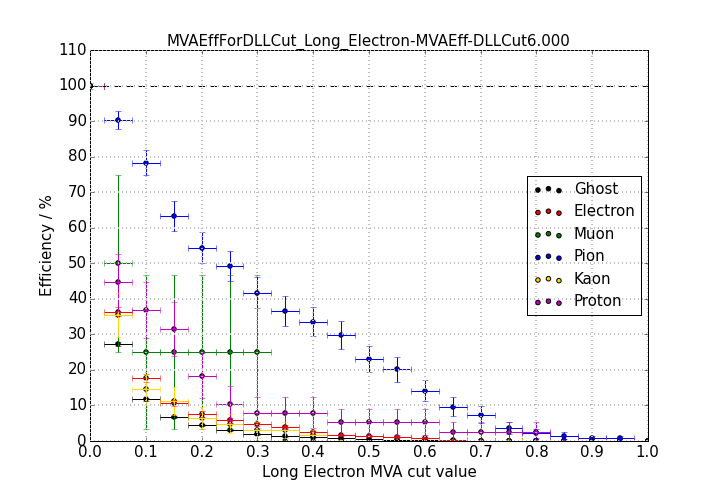 MVAEffForDLLCut_Long_Electron-MVAEff-DLLCut6.000
110
100
90
80
70
60
50
40
30
20
10
0
Efficiency / %
Ghost
Electron
Muon
Pion
Kaon
Proton
0.0 0.1 0.2 0.3 0.4 0.5 0.6 0.7 0.8 0.9 1.0
Long Electron MVA cut value